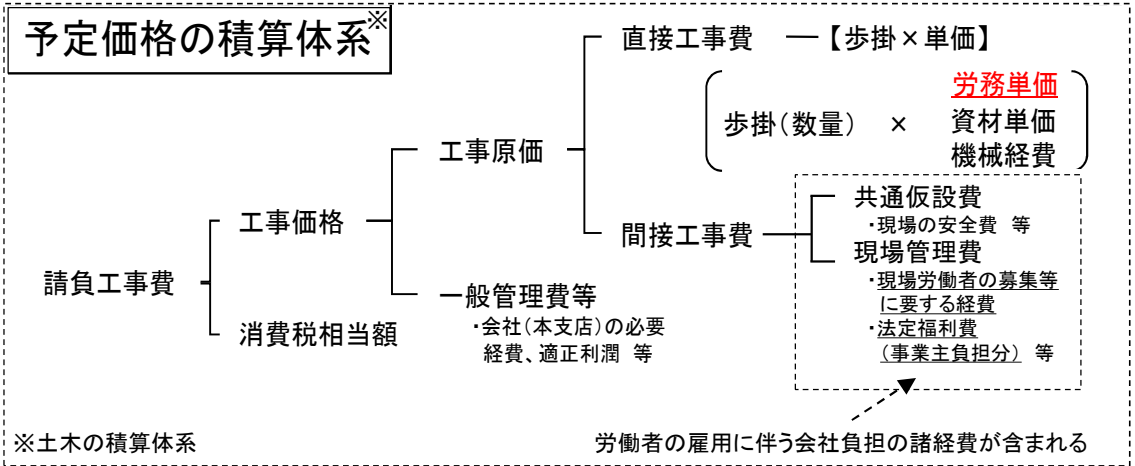 予定価格の積算体系※
直接工事費 ― 【歩掛×単価】
労務単価
歩掛(数量) × 資材単価
機械経費
工事原価
共通仮設費
・現場の安全費 等
工事価格
間接工事費
現場管理費
・現場労働者の募集等
に要する経費
・法定福利費
(事業主負担分) 等
請負工事費
一般管理費等
・会社(本支店)の必要
経費、適正利潤 等
消費税相当額
※土木の積算体系
労働者の雇用に伴う会社負担の諸経費が含まれる